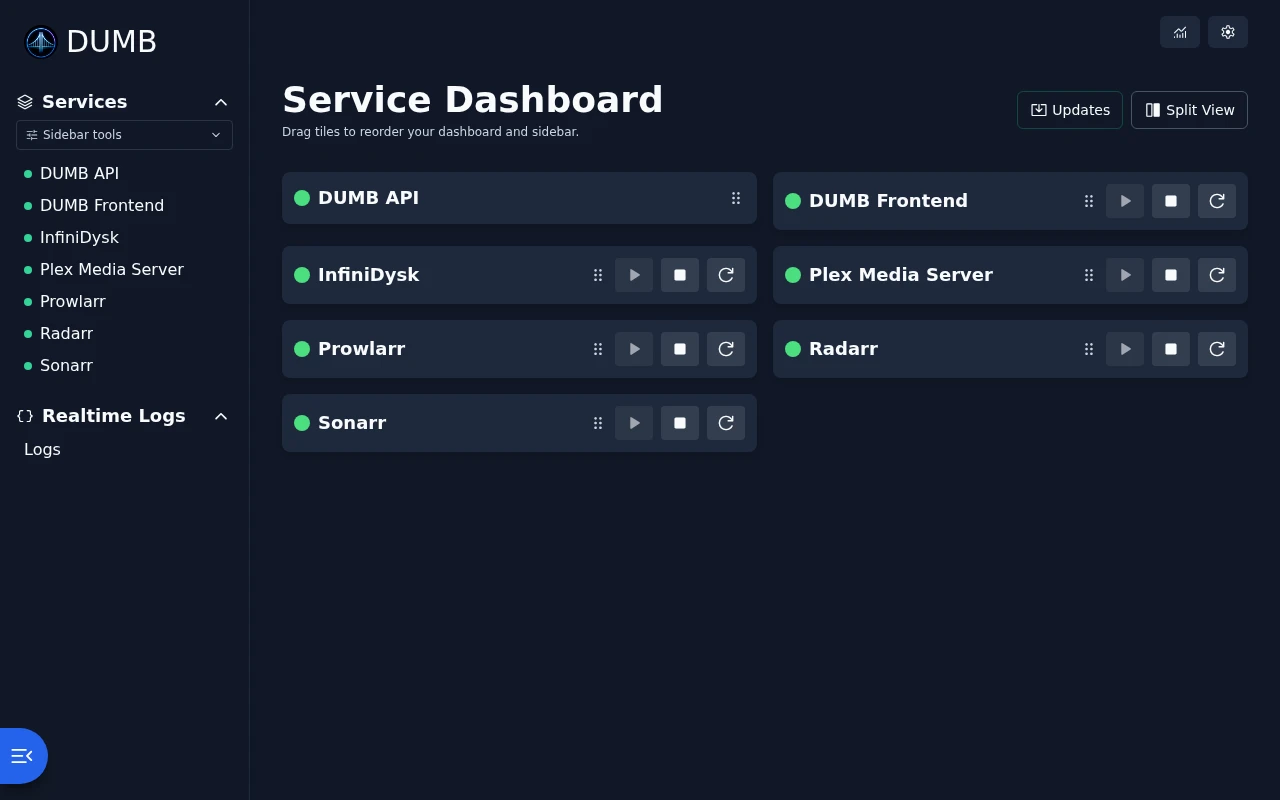 DUMB
Services
Sidebar tools
DUMB API
DUMB Frontend
InfiniDysk
Plex Media Server
Prowlarr
Radarr
Sonarr
Realtime Logs
Logs
Service Dashboard
Drag tiles to reorder your dashboard and sidebar.
Updates
Split View
DUMB API
DUMB Frontend
InfiniDysk
Plex Media Server
Prowlarr
Radarr
Sonarr